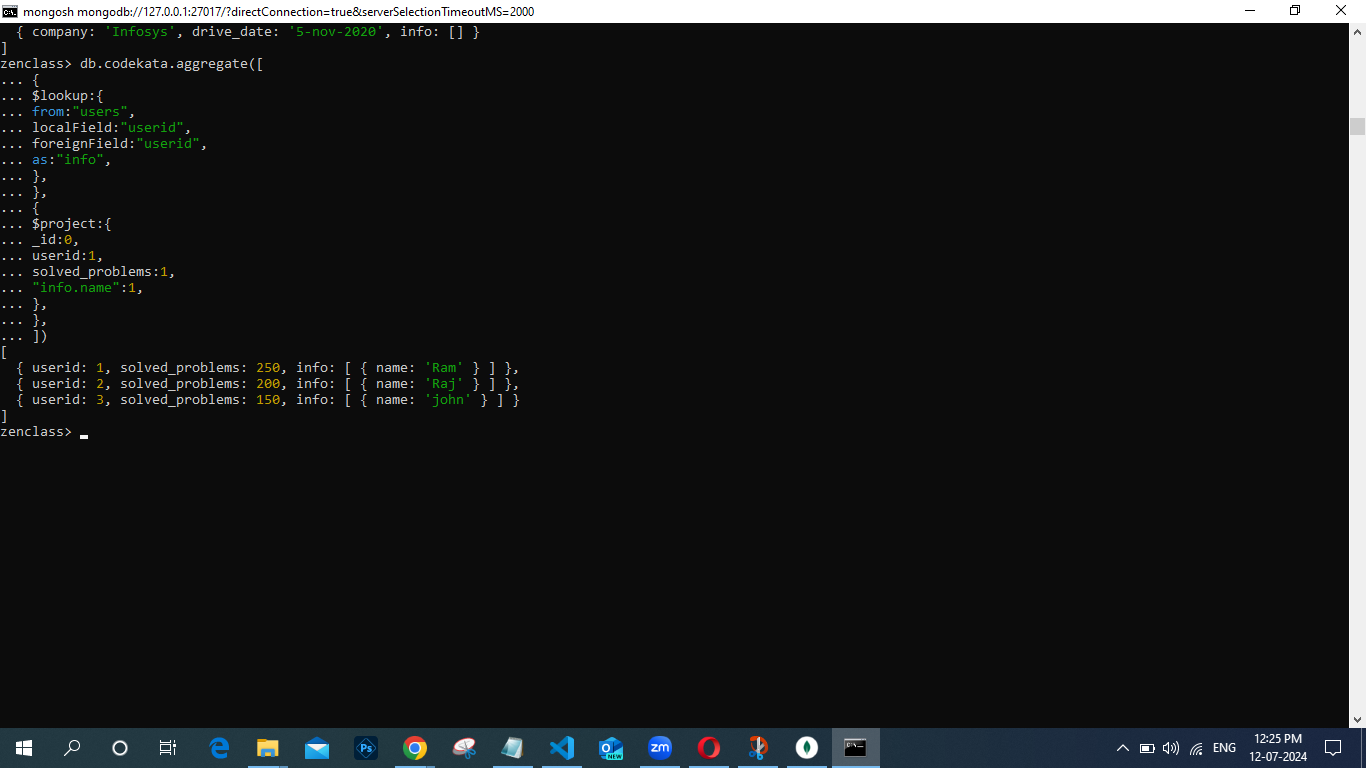 mongosh mongodb://127.0.0.1:27017/?directConnection=true&serverSelectionTimeoutMS=2000
{ company: 'Infosys', drive_date: '5-nov-2020', info: [] }
]
zenclass> db.codekata.aggregate([
... {
... $lookup:{
... from:"users",
... localField:"userid",
... foreignField:"userid",
... as:"info",
... },
... },
... {
... $project:{
... _id:0,
... userid:1,
... solved_problems:1,
... "info.name":1,
... },
... },
... ])
[
{ userid: 1, solved_problems: 250, info: [ { name: 'Ram' } ] },
{ userid: 2, solved_problems: 200, info: [ { name: 'Raj' } ] },
{ userid: 3, solved_problems: 150, info: [ { name: 'john' } ] }
]
zenclass>
Ps
NEW
zm
ENG
12:25 PM
12-07-2024